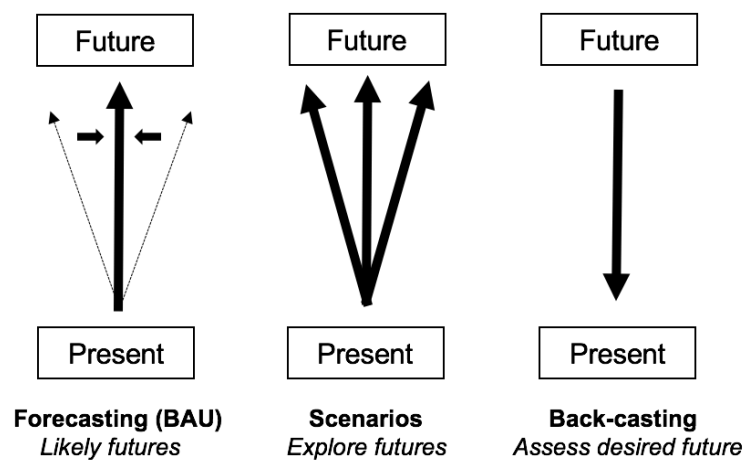 Future
Future
Future
Present
Present
Present
Forecasting (BAU)
Likely futures
Scenarios
Explore futures
Back-casting
Assess desired future